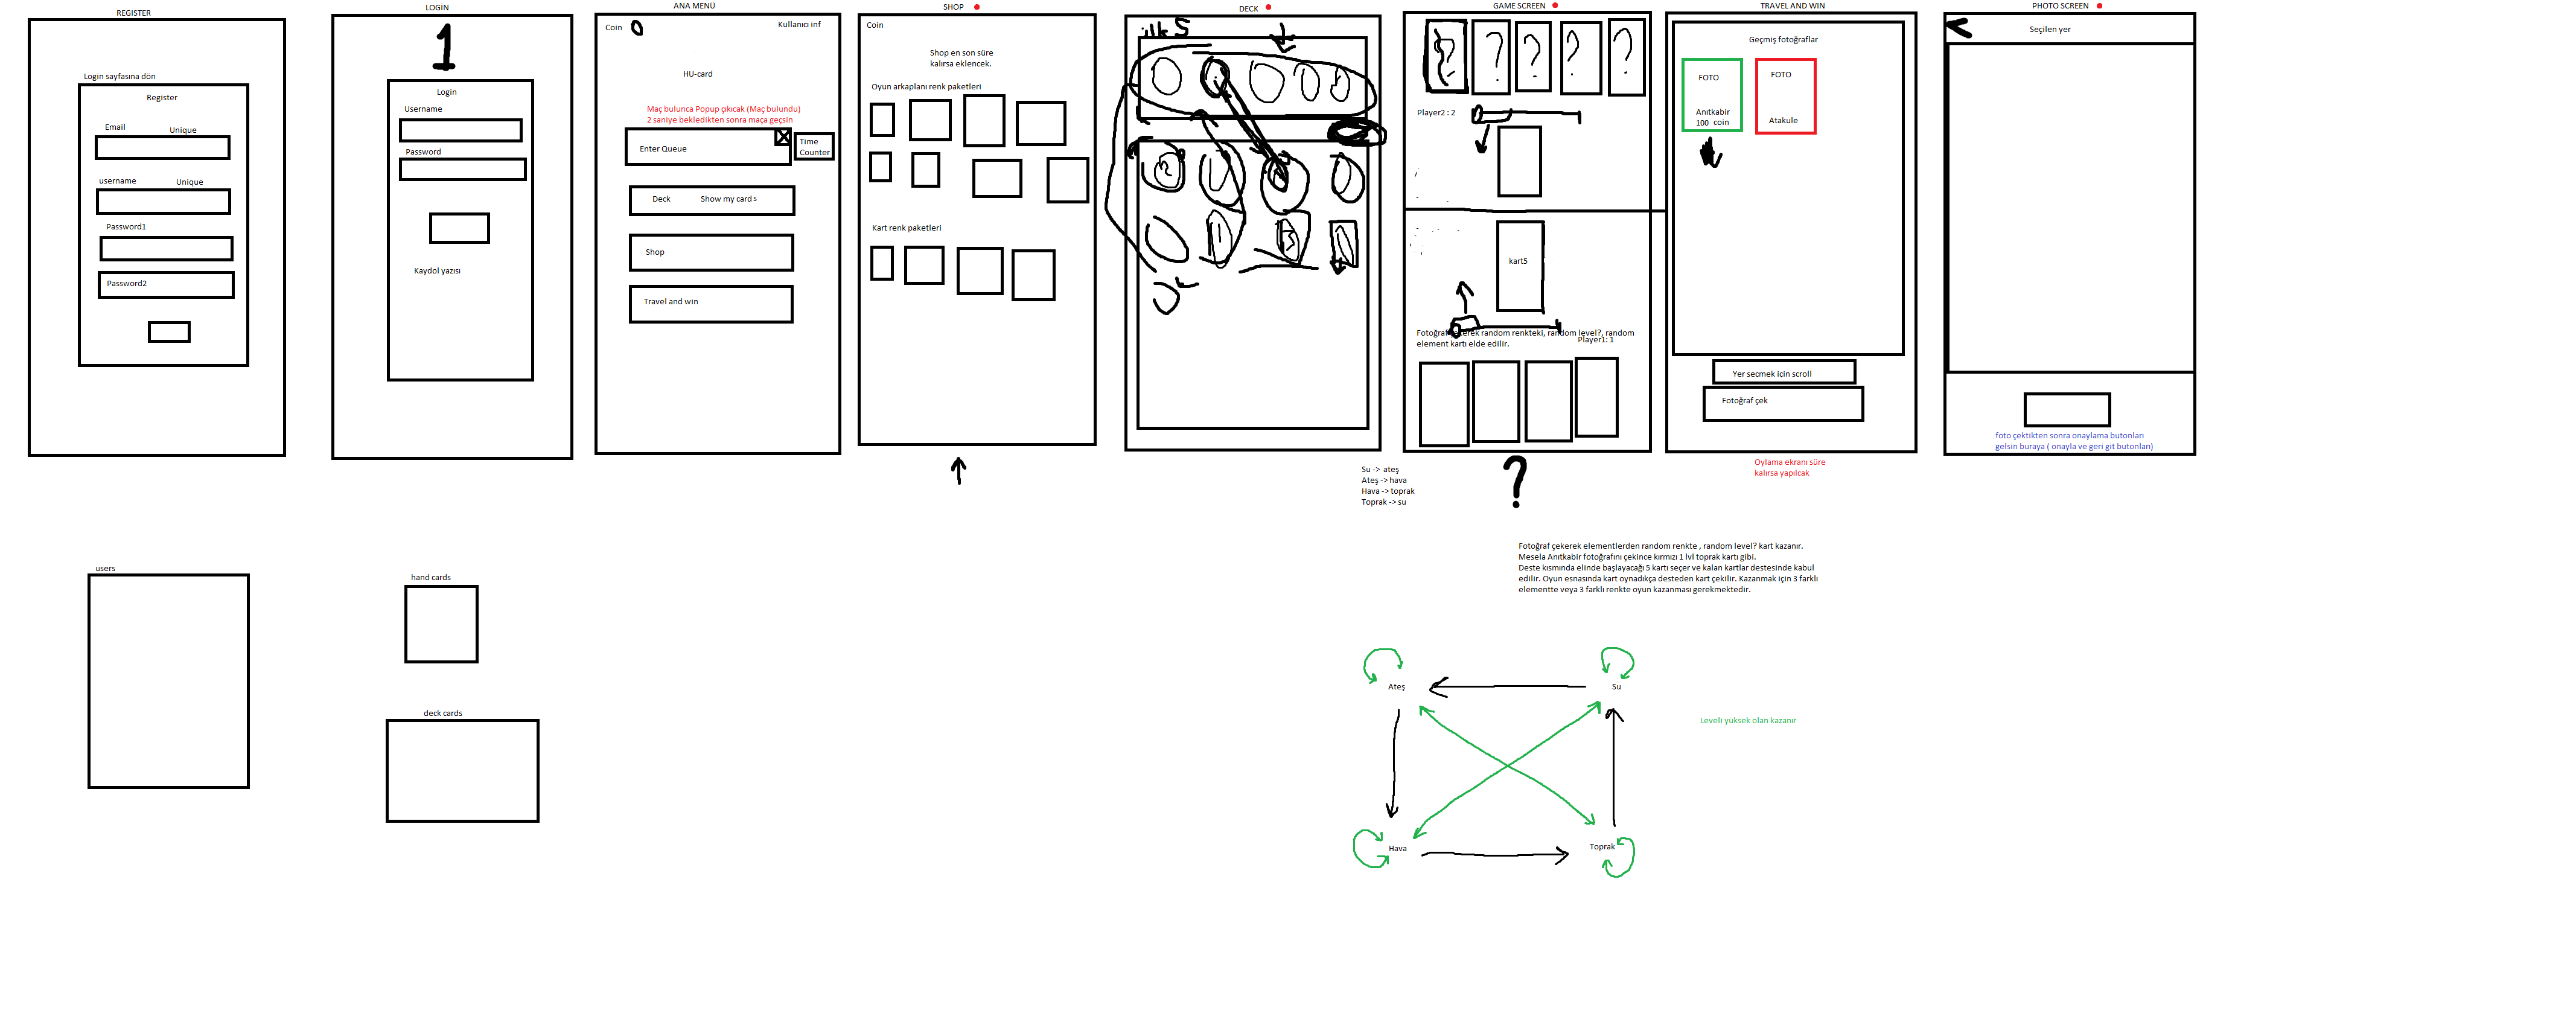 REGISTER
Login sayfasına dön
Register
Email
Unique
username
Unique
Password1
Password2
LOGİN
1
Login
Username
Password
Kaydol yazısı
ANA MENÜ
Coin
Kullanıcı inf
HU-card
Maç bulunca Popup çıkıcak (Maç bulundu)
2 saniye bekledikten sonra maça geçsin
Enter Queue
Time
Counter
Deck
Show my cards
Shop
Travel and win
SHOP
Coin
Shop en son süre
kalırsa eklencek.
Oyun arkaplanı renk paketleri
Kart renk paketleri
DECK
ilk 5
GAME SCREEN
? ? ? ? ?
Player2 : 2
kart5
Fotoğraf çekerek random renkteki, random level?, random
element kartı elde edilir.
Player1: 1
Su -> ateş
Ateş -> hava
Hava -> toprak
Toprak -> su
?
TRAVEL AND WIN
Geçmiş fotoğraflar
FOTO
Anıtkabir
100 coin
FOTO
Atakule
Yer seçmek için scroll
Fotoğraf çek
Oylama ekranı süre
kalırsa yapılcak
PHOTO SCREEN
Seçilen yer
foto çektikten sonra onaylama butonları
gelsin buraya ( onayla ve geri git butonları)
Fotoğraf çekerek elementlerden random renkte , random level? kart kazanır.
Mesela Anıtkabir fotoğrafını çekince kırmızı 1 lvl toprak kartı gibi.
Deste kısmında elinde başlayacağı 5 kartı seçer ve kalan kartlar destesinde kabul
edilir. Oyun esnasında kart oynadıkça desteden kart çekilir. Kazanmak için 3 farklı
elementte veya 3 farklı renkte oyun kazanması gerekmektedir.
users
hand cards
deck cards
Ateş
Su
Leveli yüksek olan kazanır
Hava
Toprak